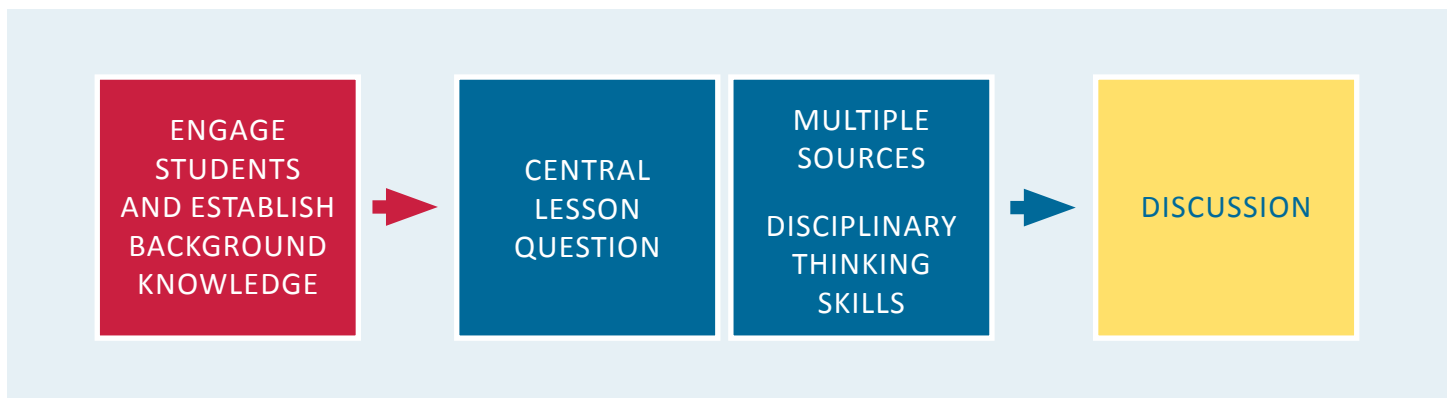 ENGAGE
STUDENTS
AND ESTABLISH
BACKGROUND
KNOWLEDGE
CENTRAL
LESSON
QUESTION
MULTIPLE
SOURCES
DISCIPLINARY
THINKING
SKILLS
DISCUSSION